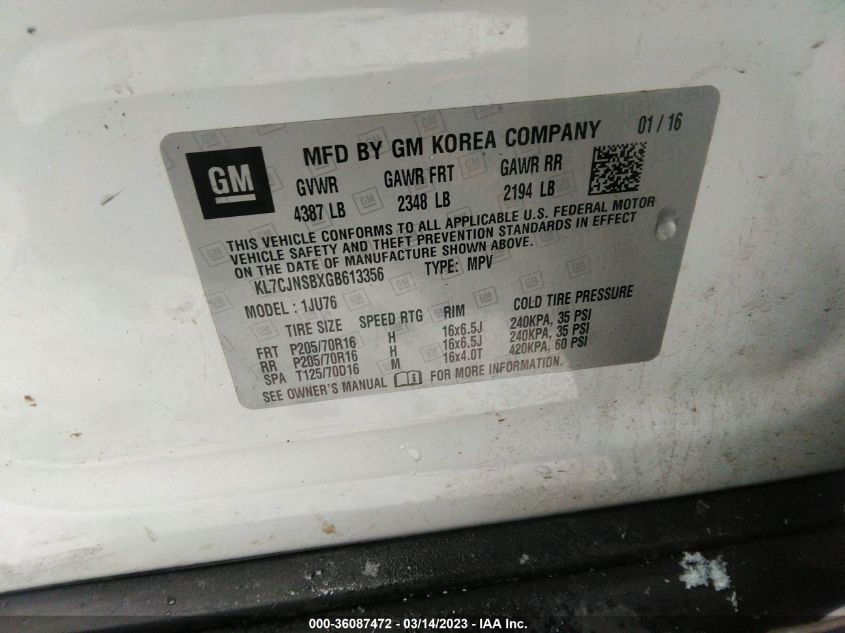 GM
MFD BY GM KOREA COMPANY 01 / 16
GVWR GAWR FRT GAWR RR
4387 LB 2348 LB 2194 LB
THIS VEHICLE CONFORMS TO ALL APPLICABLE U.S. FEDERAL MOTOR
VEHICLE SAFETY AND THEFT PREVENTION STANDARDS IN EFFECT
ON THE DATE OF MANUFACTURE SHOWN ABOVE.
KL7CJNSBXGB613356 TYPE: MPV
MODEL : 1JU76
TIRE SIZE SPEED RTG RIM COLD TIRE PRESSURE
FRT P205/70R16 H 16x6.5J 240KPA, 35 PSI
RR P205/70R16 H 16x6.5J 240KPA, 35 PSI
SPA T125/70D16 M 16x4.0T 420KPA, 60 PSI
SEE OWNER'S MANUAL FOR MORE INFORMATION.
000-36087472 - 03/14/2023 - IAA Inc.